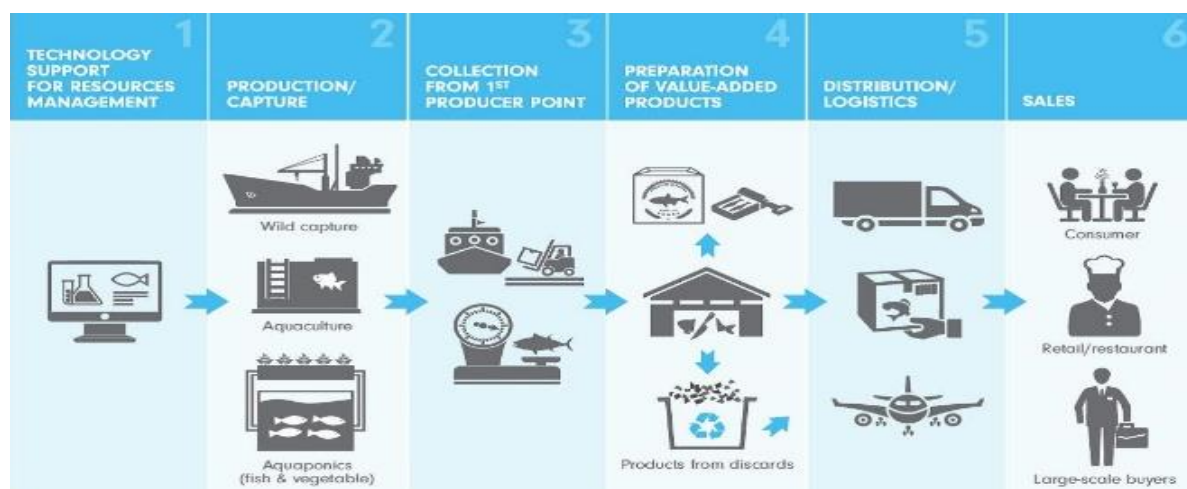 1
TECHNOLOGY
SUPPORT
FOR RESOURCES
MANAGEMENT
2
PRODUCTION/
CAPTURE
3
COLLECTION
FROM 1ST
PRODUCER POINT
4
PREPARATION
OF VALUE-ADDED
PRODUCTS
5
DISTRIBUTION/
LOGISTICS
6
SALES
Wild capture
Aquaculture
Aquaponics
(fish & vegetable)
Products from discards
Consumer
Retail/restaurant
Large-scale buyers